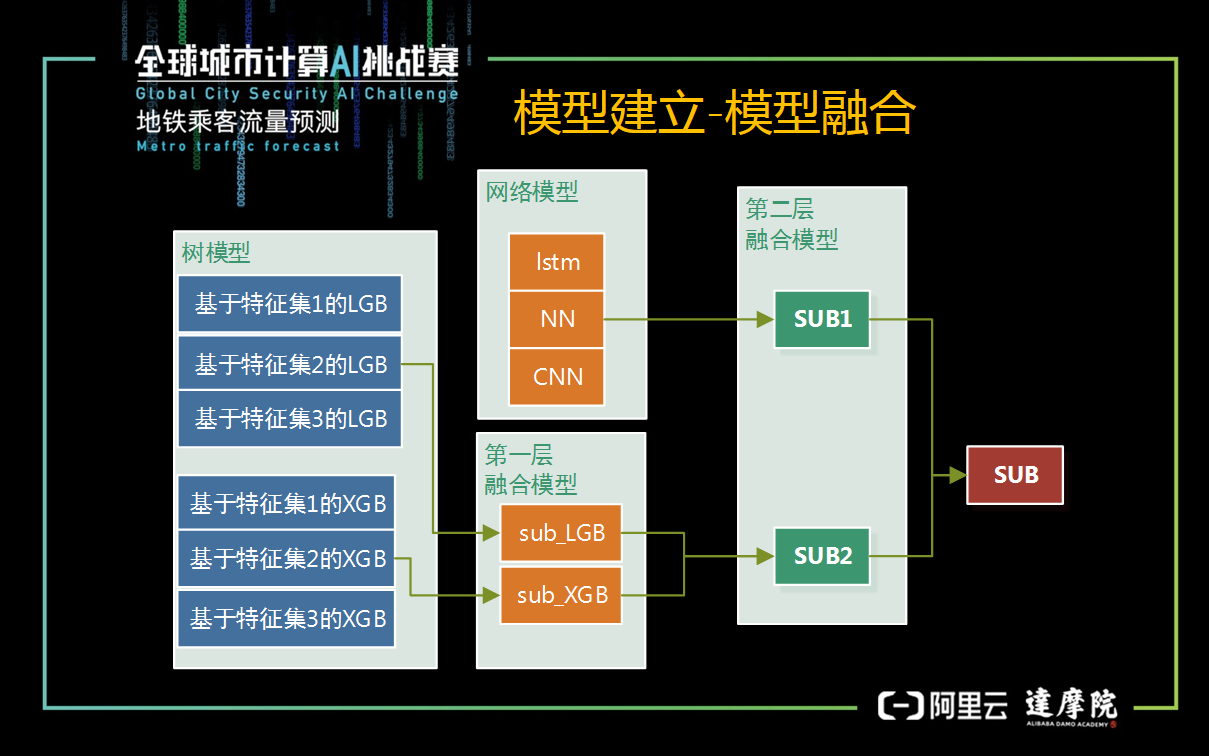 全球城市计算AI挑战赛
Global City Security AI Challenge
地铁乘客流量预测
Metro traffic forecast
模型建立-模型融合
树模型
基于特征集1的LGB
基于特征集2的LGB
基于特征集3的LGB
基于特征集1的XGB
基于特征集2的XGB
基于特征集3的XGB
网络模型
lstm
NN
CNN
第一层
融合模型
sub_LGB
sub_XGB
第二层
融合模型
SUB1
SUB2
SUB
阿里云
達摩院
ALIBABA DAMO ACADEMY